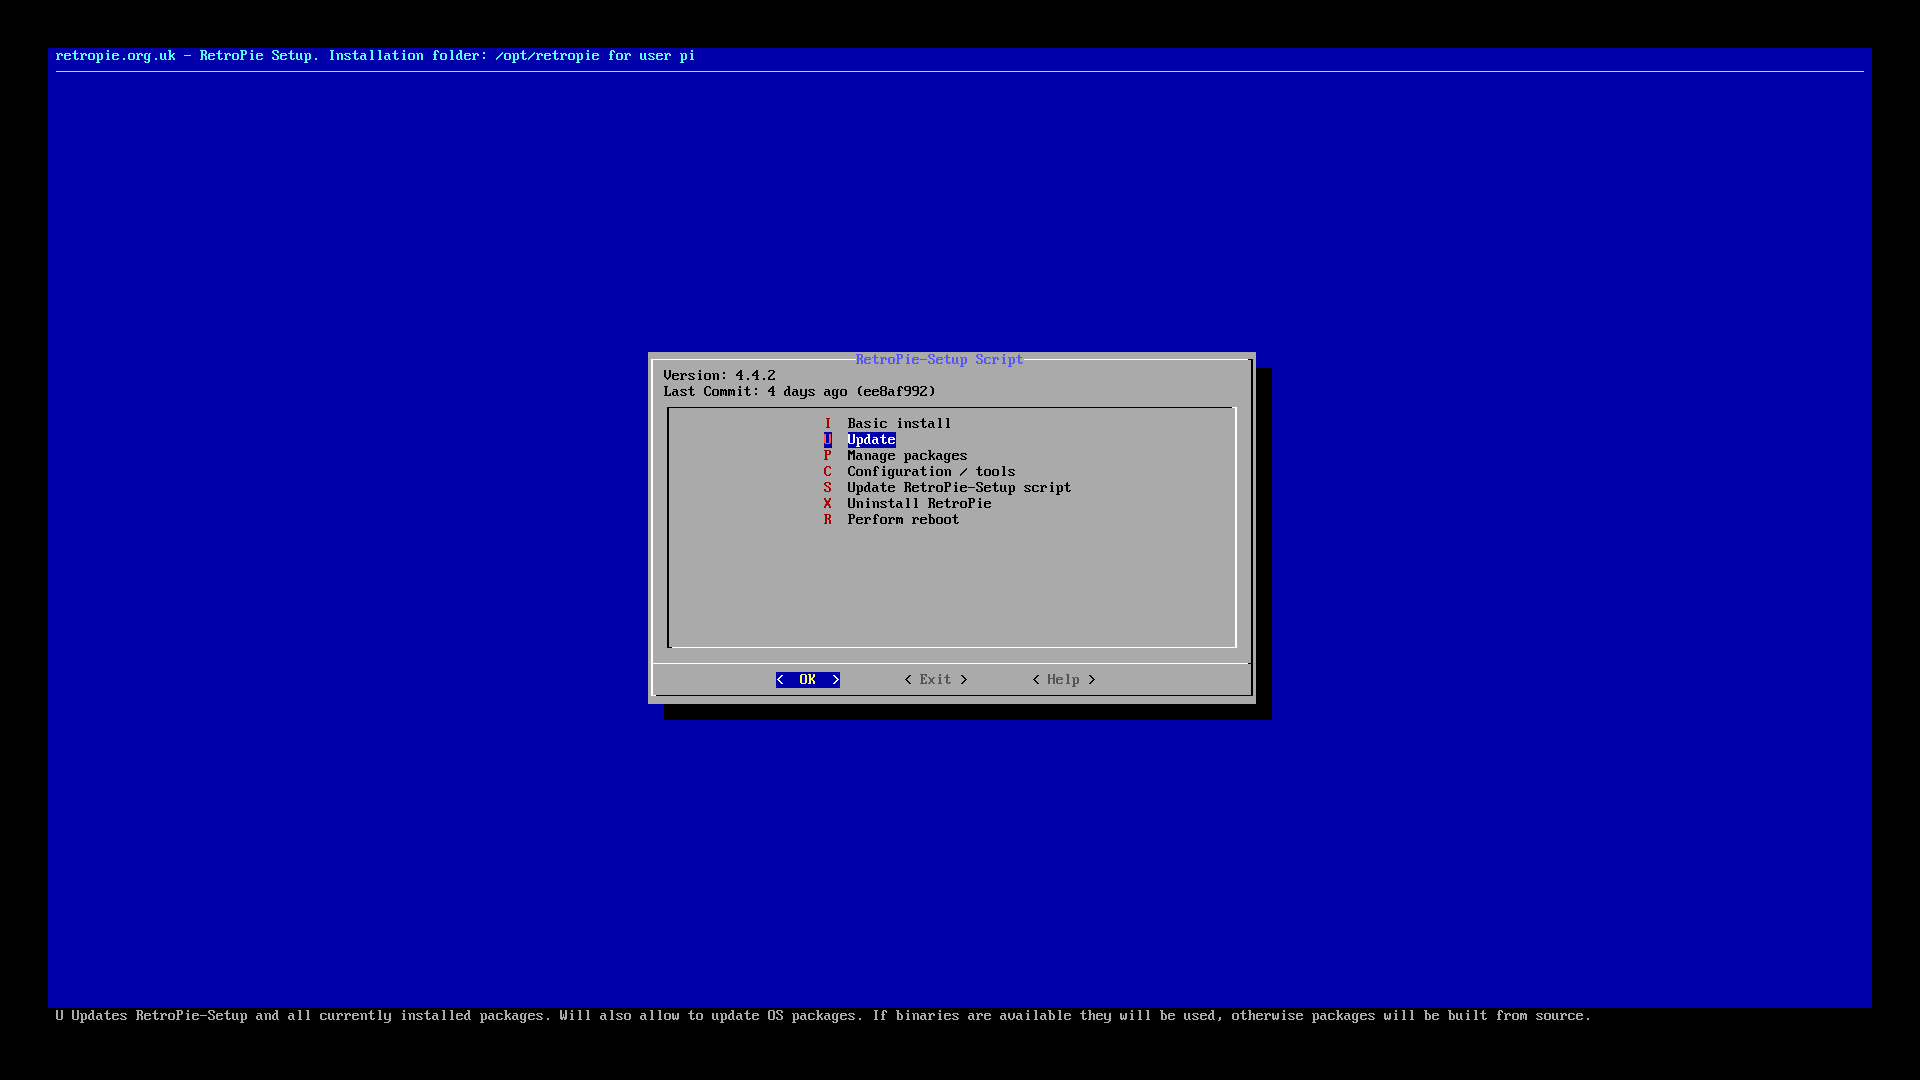 retropie.org.uk - RetroPie Setup. Installation folder: /opt/retropie for user pi
RetroPie-Setup Script
Version: 4.4.2
Last Commit: 4 days ago (ee8af992)
I Basic install
U Update
P Manage packages
C Configuration / tools
S Update RetroPie-Setup script
X Uninstall RetroPie
R Perform reboot
< OK > < Exit > < Help >
U Updates RetroPie-Setup and all currently installed packages. Will also allow to update OS packages. If binaries are available they will be used, otherwise packages will be built from source.